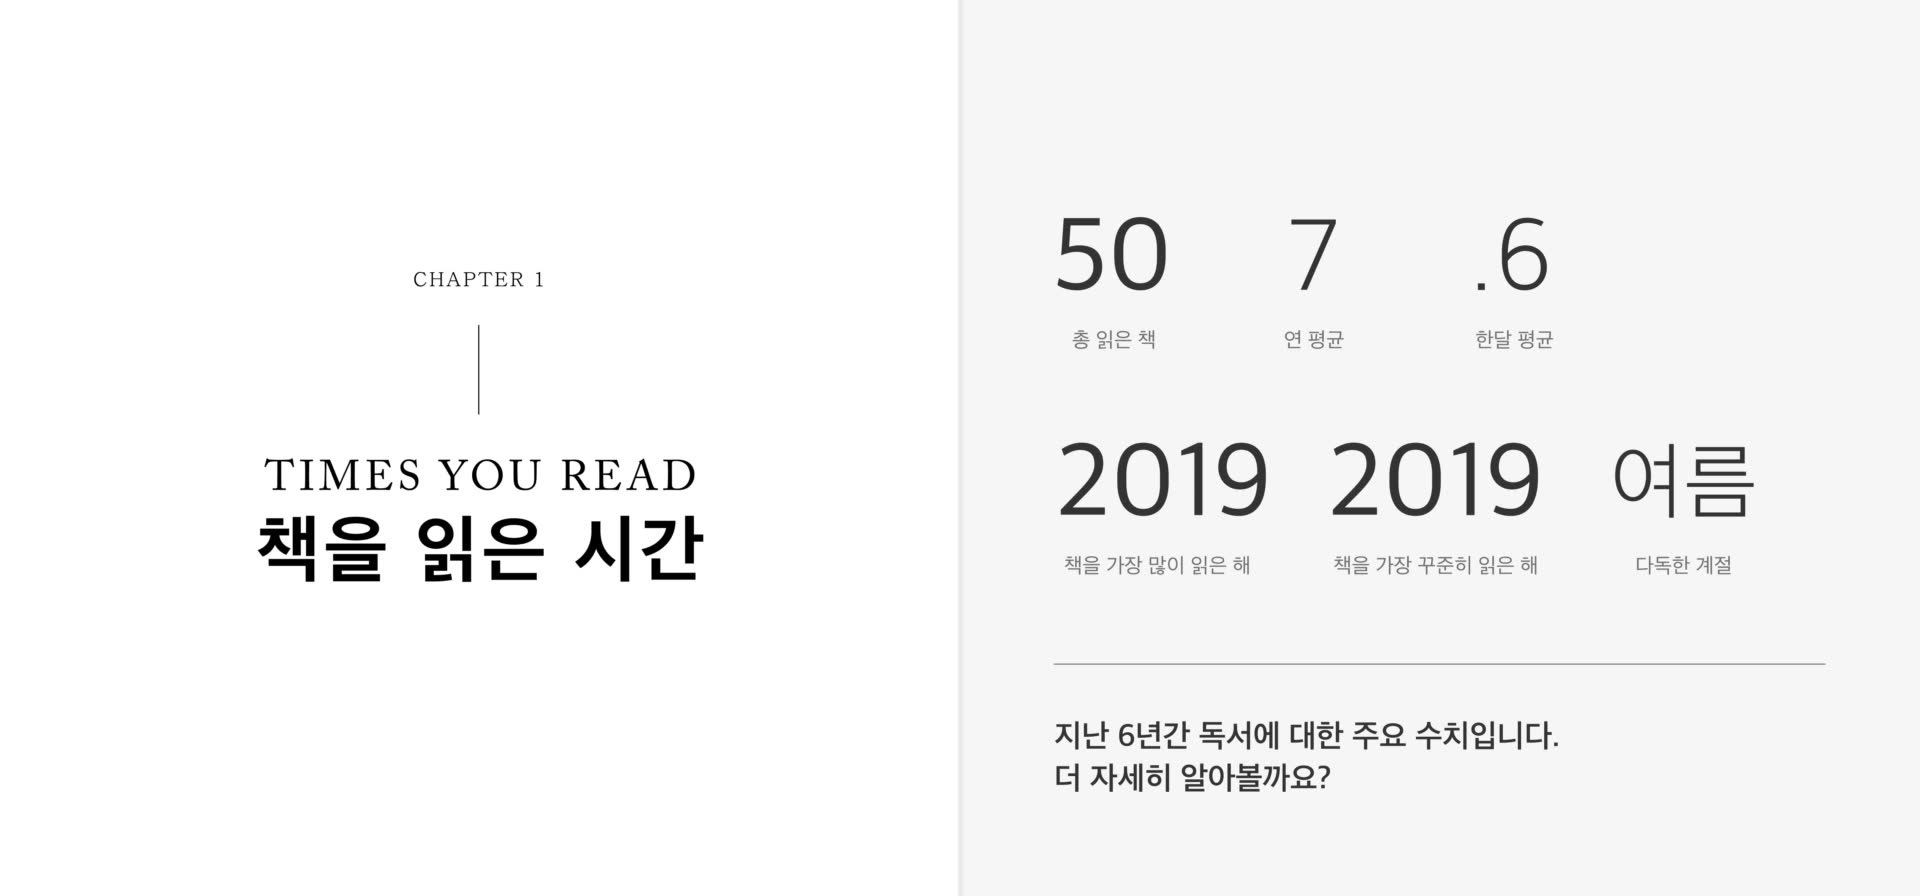 CHAPTER 1
TIMES YOU READ
책을 읽은 시간
50 7 .6
총 읽은 책 연 평균 한달 평균
2019 2019 여름
책을 가장 많이 읽은 해 책을 가장 꾸준히 읽은 해 다독한 계절
지난 6년간 독서에 대한 주요 수치입니다.
더 자세히 알아볼까요?